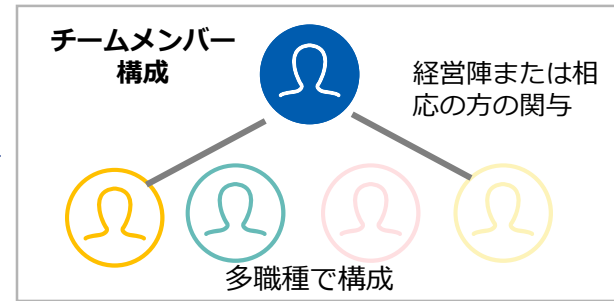 チームメンバー
構成
経営陣または相
応の方の関与
多職種で構成